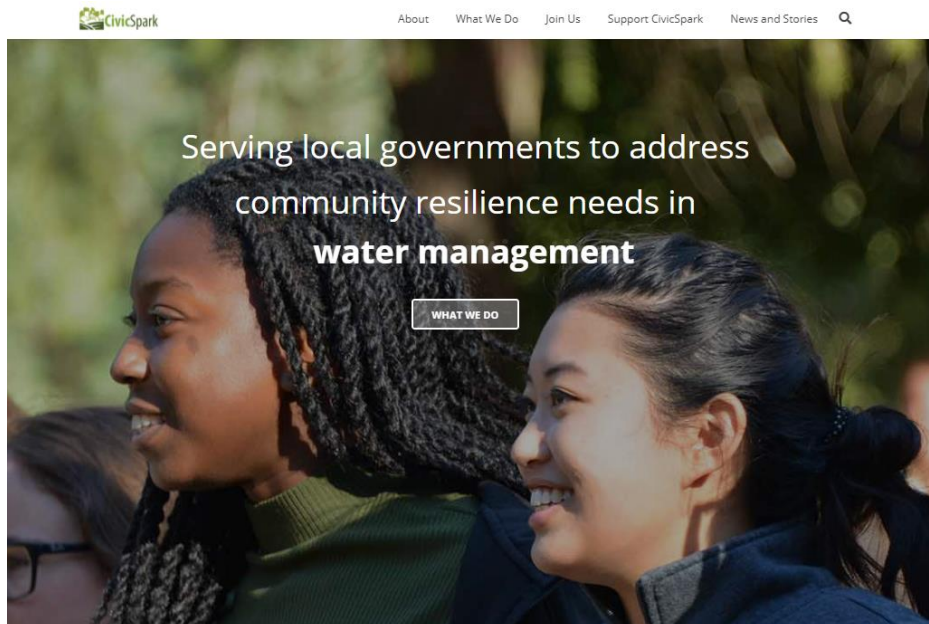 CivicSpark
About What We Do Join Us Support CivicSpark News and Stories
Serving local governments to address
community resilience needs in
water management
WHAT WE DO